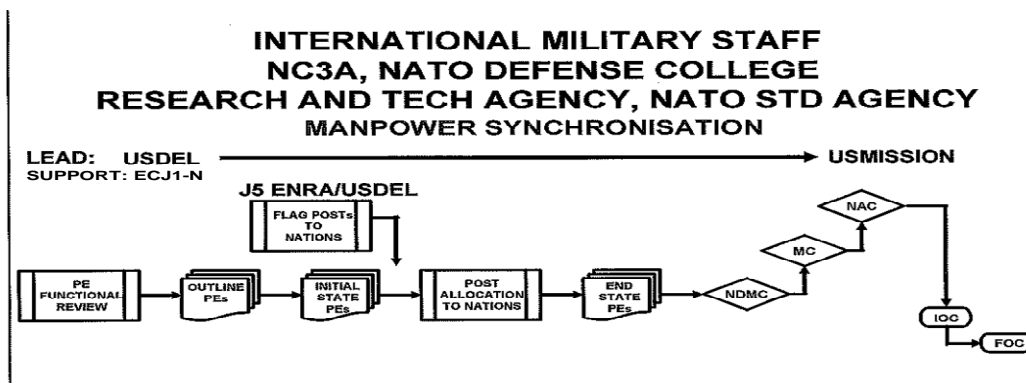 INTERNATIONAL MILITARY STAFF
NC3A, NATO DEFENSE COLLEGE
RESEARCH AND TECH AGENCY, NATO STD AGENCY
MANPOWER SYNCHRONISATION
LEAD: USDEL
USMISSION
SUPPORT: ECJ1-N
J5 ENRA/USDEL
FLAG POSTs
TO
NATIONS
NAC
MC
PE
FUNCTIONAL
REVIEW
OUTLINE
PEs
INITIAL
STATE
PEs
POST
ALLOCATION
TO NATIONS
END
STATE
PEs
NDMC
IOC
FOC